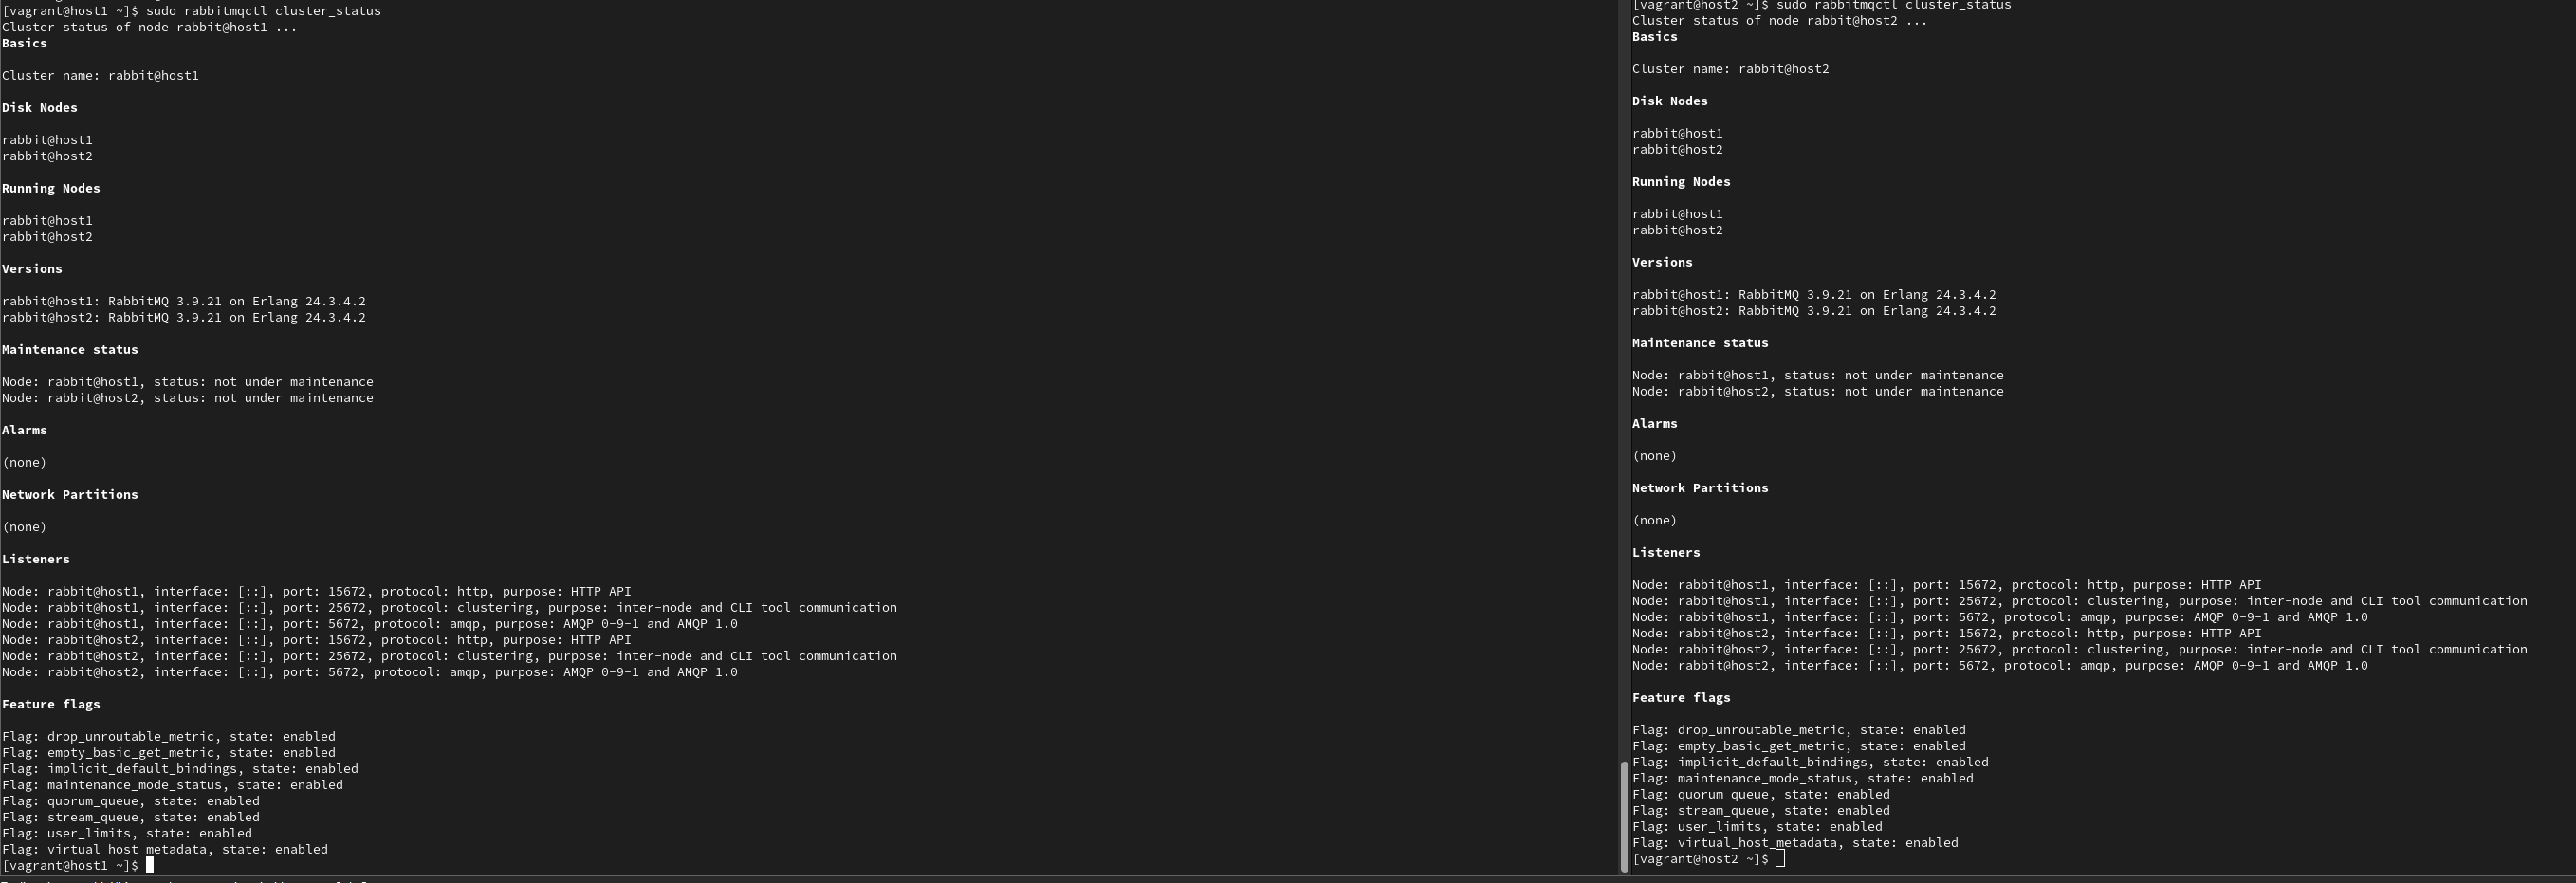 [vagrant@host1 ~]$ sudo rabbitmqctl cluster_status
Cluster status of node rabbit@host1 ...
Basics
Cluster name: rabbit@host1
Disk Nodes
rabbit@host1
rabbit@host2
Running Nodes
rabbit@host1
rabbit@host2
Versions
rabbit@host1: RabbitMQ 3.9.21 on Erlang 24.3.4.2
rabbit@host2: RabbitMQ 3.9.21 on Erlang 24.3.4.2
Maintenance status
Node: rabbit@host1, status: not under maintenance
Node: rabbit@host2, status: not under maintenance
Alarms
(none)
Network Partitions
(none)
Listeners
Node: rabbit@host1, interface: [::], port: 15672, protocol: http, purpose: HTTP API
Node: rabbit@host1, interface: [::], port: 25672, protocol: clustering, purpose: inter-node and CLI tool communication
Node: rabbit@host1, interface: [::], port: 5672, protocol: amqp, purpose: AMQP 0-9-1 and AMQP 1.0
Node: rabbit@host2, interface: [::], port: 15672, protocol: http, purpose: HTTP API
Node: rabbit@host2, interface: [::], port: 25672, protocol: clustering, purpose: inter-node and CLI tool communication
Node: rabbit@host2, interface: [::], port: 5672, protocol: amqp, purpose: AMQP 0-9-1 and AMQP 1.0
Feature flags
Flag: drop_unroutable_metric, state: enabled
Flag: empty_basic_get_metric, state: enabled
Flag: implicit_default_bindings, state: enabled
Flag: maintenance_mode_status, state: enabled
Flag: quorum_queue, state: enabled
Flag: stream_queue, state: enabled
Flag: user_limits, state: enabled
Flag: virtual_host_metadata, state: enabled
[vagrant@host1 ~]$
[vagrant@host2 ~]$ sudo rabbitmqctl cluster_status
Cluster status of node rabbit@host2 ...
Basics
Cluster name: rabbit@host2
Disk Nodes
rabbit@host1
rabbit@host2
Running Nodes
rabbit@host1
rabbit@host2
Versions
rabbit@host1: RabbitMQ 3.9.21 on Erlang 24.3.4.2
rabbit@host2: RabbitMQ 3.9.21 on Erlang 24.3.4.2
Maintenance status
Node: rabbit@host1, status: not under maintenance
Node: rabbit@host2, status: not under maintenance
Alarms
(none)
Network Partitions
(none)
Listeners
Node: rabbit@host1, interface: [::], port: 15672, protocol: http, purpose: HTTP API
Node: rabbit@host1, interface: [::], port: 25672, protocol: clustering, purpose: inter-node and CLI tool communication
Node: rabbit@host1, interface: [::], port: 5672, protocol: amqp, purpose: AMQP 0-9-1 and AMQP 1.0
Node: rabbit@host2, interface: [::], port: 15672, protocol: http, purpose: HTTP API
Node: rabbit@host2, interface: [::], port: 25672, protocol: clustering, purpose: inter-node and CLI tool communication
Node: rabbit@host2, interface: [::], port: 5672, protocol: amqp, purpose: AMQP 0-9-1 and AMQP 1.0
Feature flags
Flag: drop_unroutable_metric, state: enabled
Flag: empty_basic_get_metric, state: enabled
Flag: implicit_default_bindings, state: enabled
Flag: maintenance_mode_status, state: enabled
Flag: quorum_queue, state: enabled
Flag: stream_queue, state: enabled
Flag: user_limits, state: enabled
Flag: virtual_host_metadata, state: enabled
[vagrant@host2 ~]$